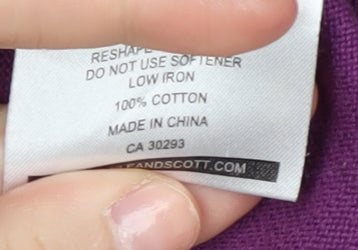 RESHAPE
DO NOT USE SOFTENER
LOW IRON
100% COTTON
MADE IN CHINA
CA 30293
EANDSCOTT.COM